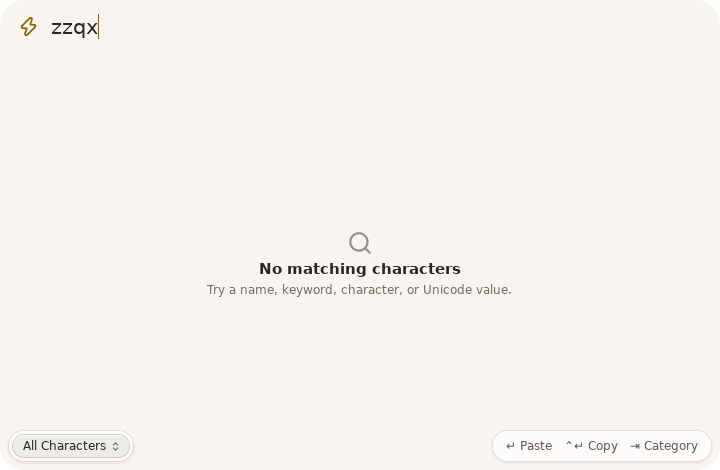 zzqx
No matching characters
Try a name, keyword, character, or Unicode value.
All Characters
↵ Paste ⌃↵ Copy ⇥ Category